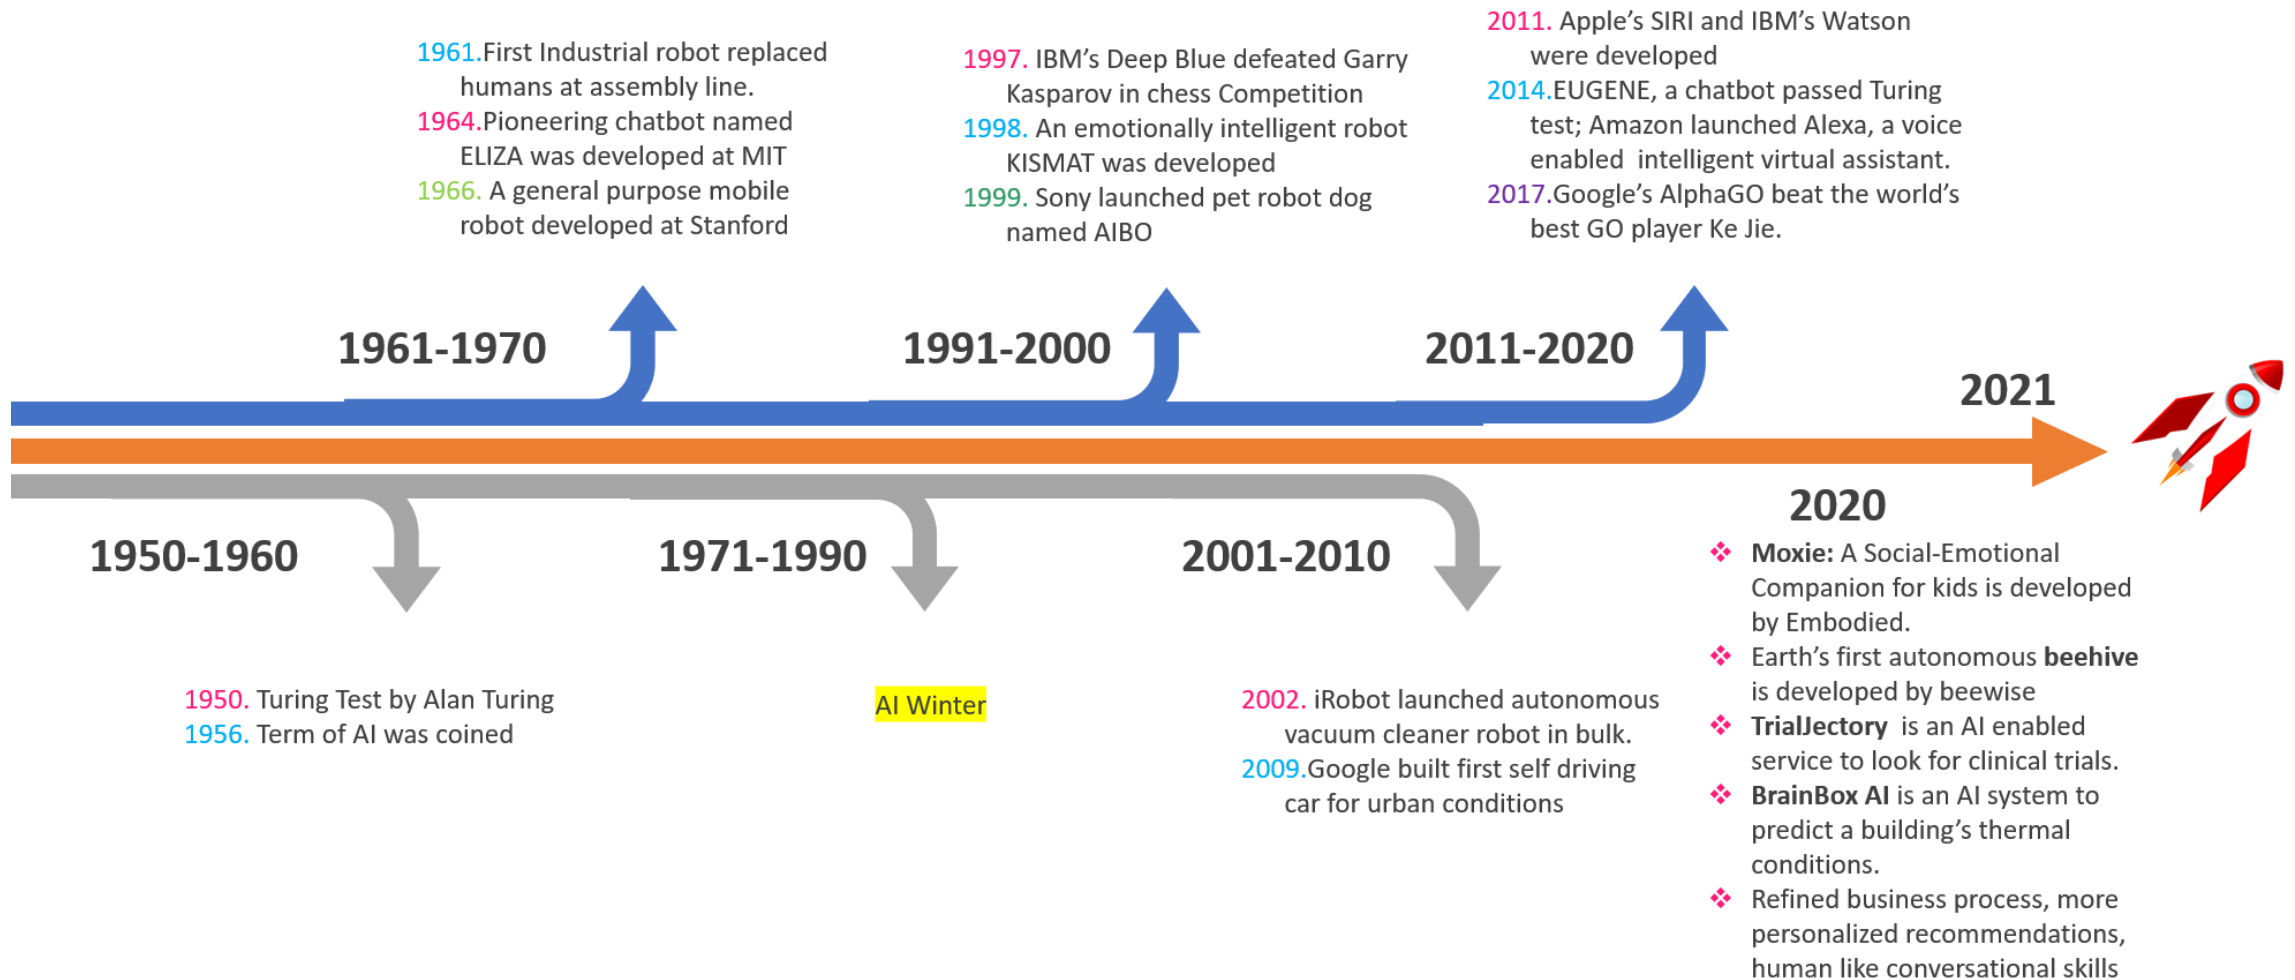 1961.First Industrial robot replaced
humans at assembly line.
1964.Pioneering chatbot named
ELIZA was developed at MIT
1966. A general purpose mobile
robot developed at Stanford
1997. IBM’s Deep Blue defeated Garry
Kasparov in chess Competition
1998. An emotionally intelligent robot
KISMAT was developed
1999. Sony launched pet robot dog
named AIBO
2011. Apple’s SIRI and IBM’s Watson
were developed
2014.EUGENE, a chatbot passed Turing
test; Amazon launched Alexa, a voice
enabled  intelligent virtual assistant.
2017.Google’s AlphaGO beat the world’s
best GO player Ke Jie.
1961-1970
1991-2000
2011-2020
2021
1950-1960
1971-1990
2001-2010
2020
1950. Turing Test by Alan Turing
1956. Term of AI was coined
AI Winter
2002. iRobot launched autonomous
vacuum cleaner robot in bulk.
2009.Google built first self driving
car for urban conditions
❖ Moxie: A Social-Emotional
Companion for kids is developed
by Embodied.
❖ Earth’s first autonomous beehive
is developed by beewise
❖ TrialJectory  is an AI enabled
service to look for clinical trials.
❖ BrainBox AI is an AI system to
predict a building’s thermal
conditions.
❖ Refined business process, more
personalized recommendations,
human like conversational skills